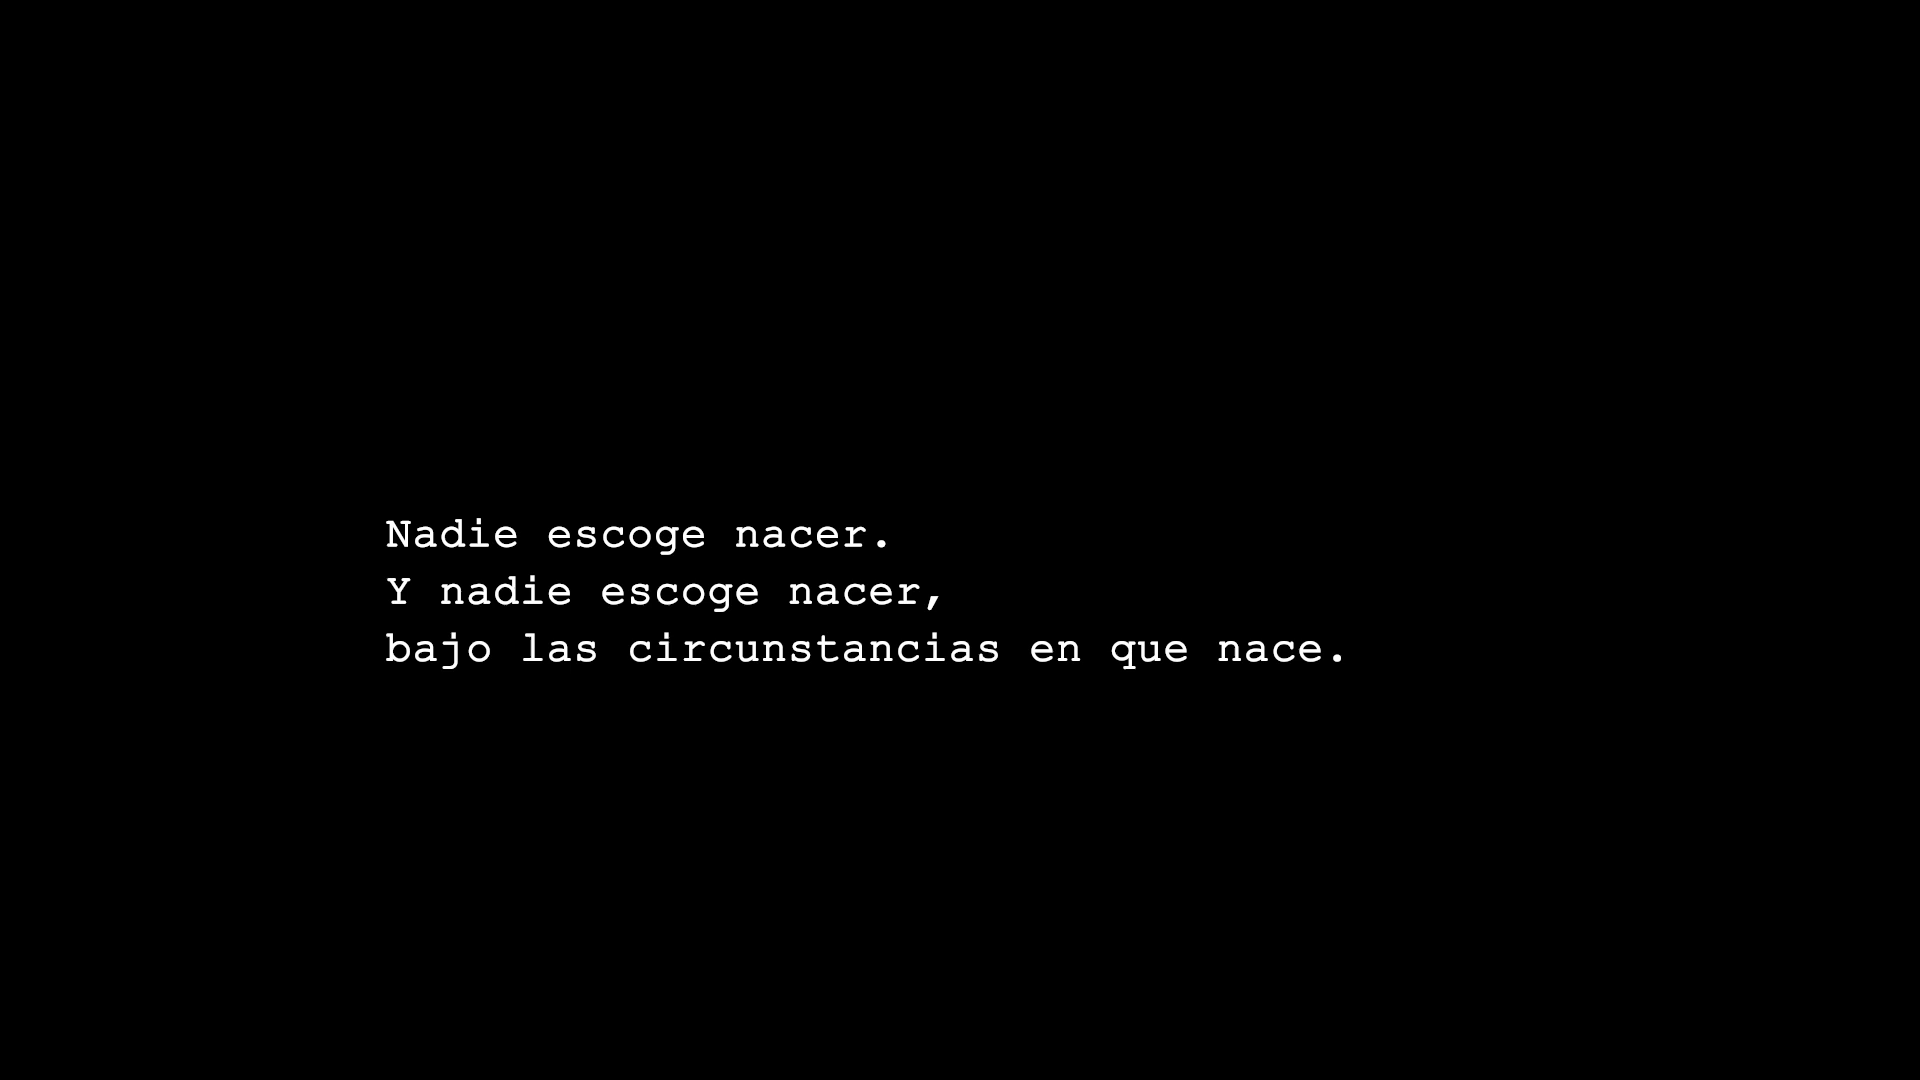 Nadie escoge nacer.
Y nadie escoge nacer,
bajo las circunstancias en que nace.